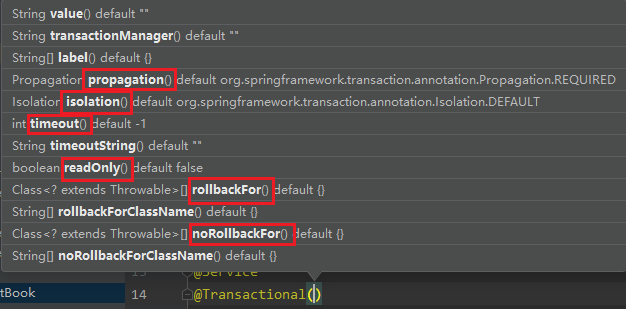 String value() default ""
String transactionManager() default ""
String[] label() default {}
Propagation propagation() default org.springframework.transaction.annotation.Propagation.REQUIRED
Isolation isolation() default org.springframework.transaction.annotation.Isolation.DEFAULT
int timeout() default -1
String timeoutString() default ""
boolean readOnly() default false
Class<? extends Throwable>[] rollbackFor() default {}
String[] rollbackForClassName() default {}
Class<? extends Throwable>[] noRollbackFor() default {}
String[] noRollbackForClassName() default {}
@Service
tBook 14 @Transactional()